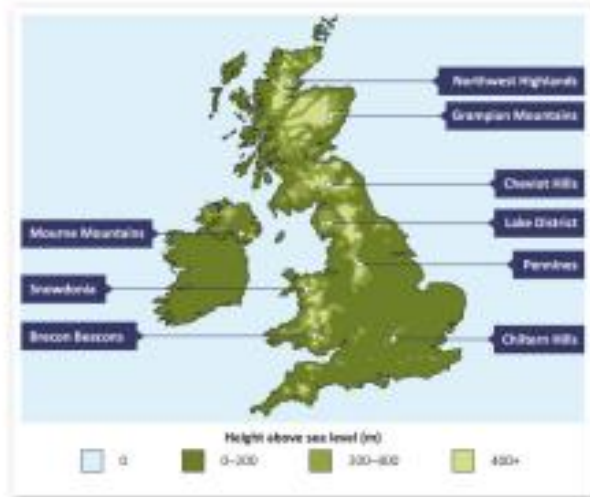 Northwest Highlands
Grampian Mountains
Cheviot Hills
Lake District
Mourne Mountains
Pennines
Snowdonia
Brecon Beacons
Chiltern Hills
Height above sea level (m)
0
0–200
200–400
400+